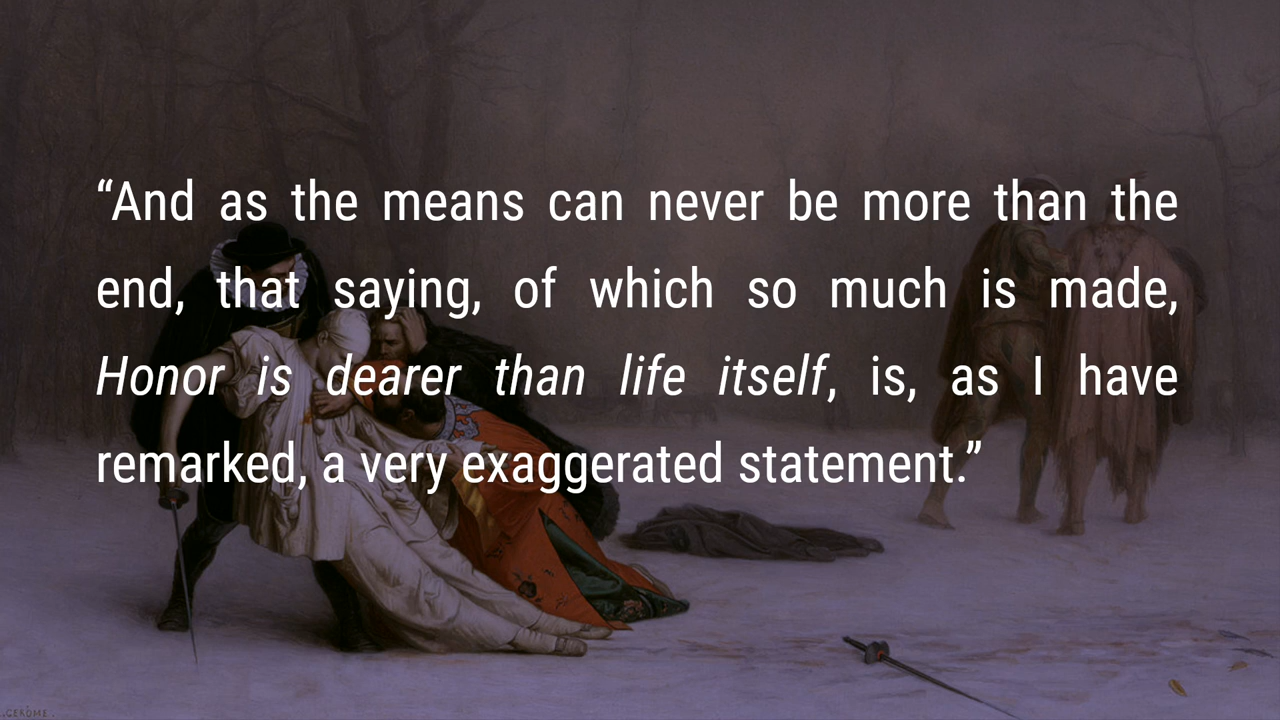 “And as the means can never be more than the
end, that saying, of which so much is made,
Honor is dearer than life itself, is, as I have
remarked, a very exaggerated statement.”
.CEROME.